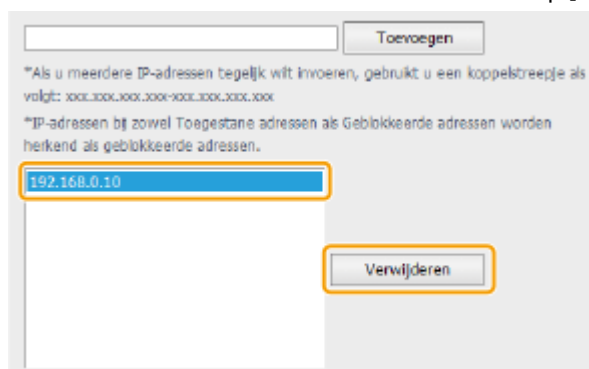 Toevoegen
*Als u meerdere IP-adressen tegelijk wilt invoeren, gebruikt u een koppelstreepje als
volgt: xxx.xxx.xxx.xxx-xxx.xxx.xxx.xxx
*IP-adressen bij zowel Toegestane adressen als Geblokkeerde adressen worden
herkend als geblokkeerde adressen.
192.168.0.10
Verwijderen